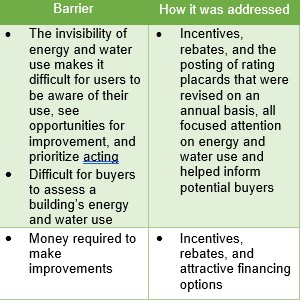 Barrier
How it was addressed
• The invisibility of
energy and water
use makes it
difficult for users to
be aware of their
use, see
opportunities for
improvement, and
prioritize acting
• Difficult for buyers
to assess a
building's energy
and water use
• Incentives,
rebates, and the
posting of rating
placards that were
revised on an
annual basis, all
focused attention
on energy and
water use and
helped inform
potential buyers
• Money required to
make
improvements
• Incentives,
rebates, and
attractive financing
options